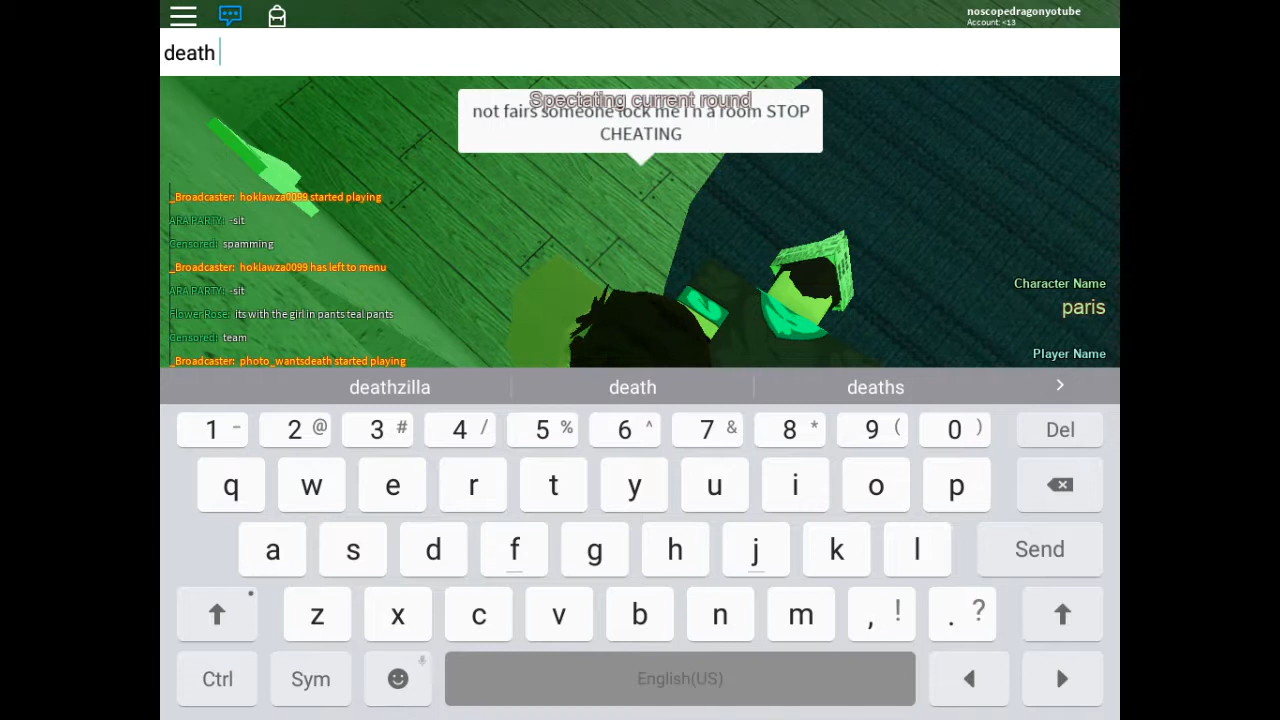 noscopedragonyotube
Account: <13
death
Spectating current round
not fairs someone lock me i'n a room STOP
CHEATING
_Broadcaster: hoklawza0099 started playing
ARA PARTY: -sit
Censored: spamming
_Broadcaster: hoklawza0099 has left to menu
ARA PARTY: -sit
Flower Rose: its with the girl in pants teal pants
Censored: team
_Broadcaster: photo_wantsdeath started playing
Character Name
paris
Player Name
deathzilla death deaths >
1 - 2 @ 3 # 4 / 5 % 6 ^ 7 & 8 * 9 ( 0 ) Del
q w e r t y u i o p
a s d f g h j k l Send
z x c v b n m , ! . ?
Ctrl Sym English(US)